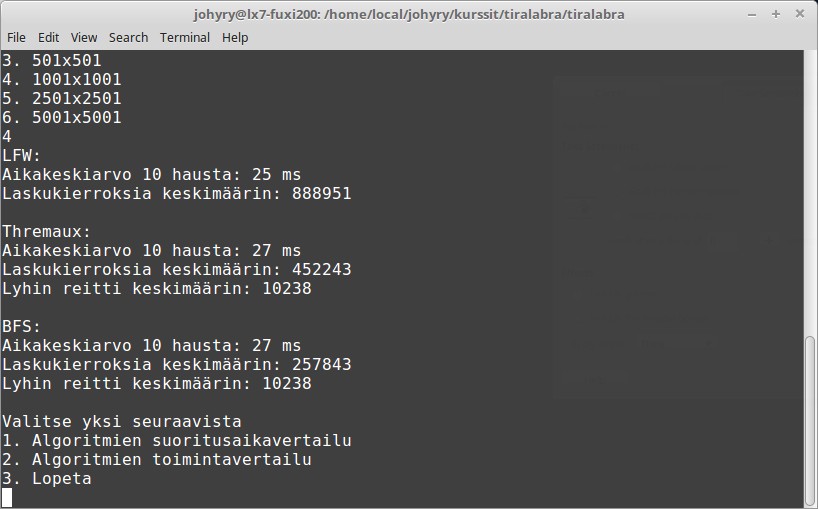 johyry@lx7-fuxi200: /home/local/johyry/kurssit/tiralabra/tiralabra
File Edit View Search Terminal Help
3. 501x501
4. 1001x1001
5. 2501x2501
6. 5001x5001
4
LFW:
Aikakeskiarvo 10 hausta: 25 ms
Laskukierroksia keskimäärin: 888951
Thremaux:
Aikakeskiarvo 10 hausta: 27 ms
Laskukierroksia keskimäärin: 452243
Lyhin reitti keskimäärin: 10238
BFS:
Aikakeskiarvo 10 hausta: 27 ms
Laskukierroksia keskimäärin: 257843
Lyhin reitti keskimäärin: 10238
Valitse yksi seuraavista
1. Algoritmien suoritusaikavertailu
2. Algoritmien toimintavertailu
3. Lopeta